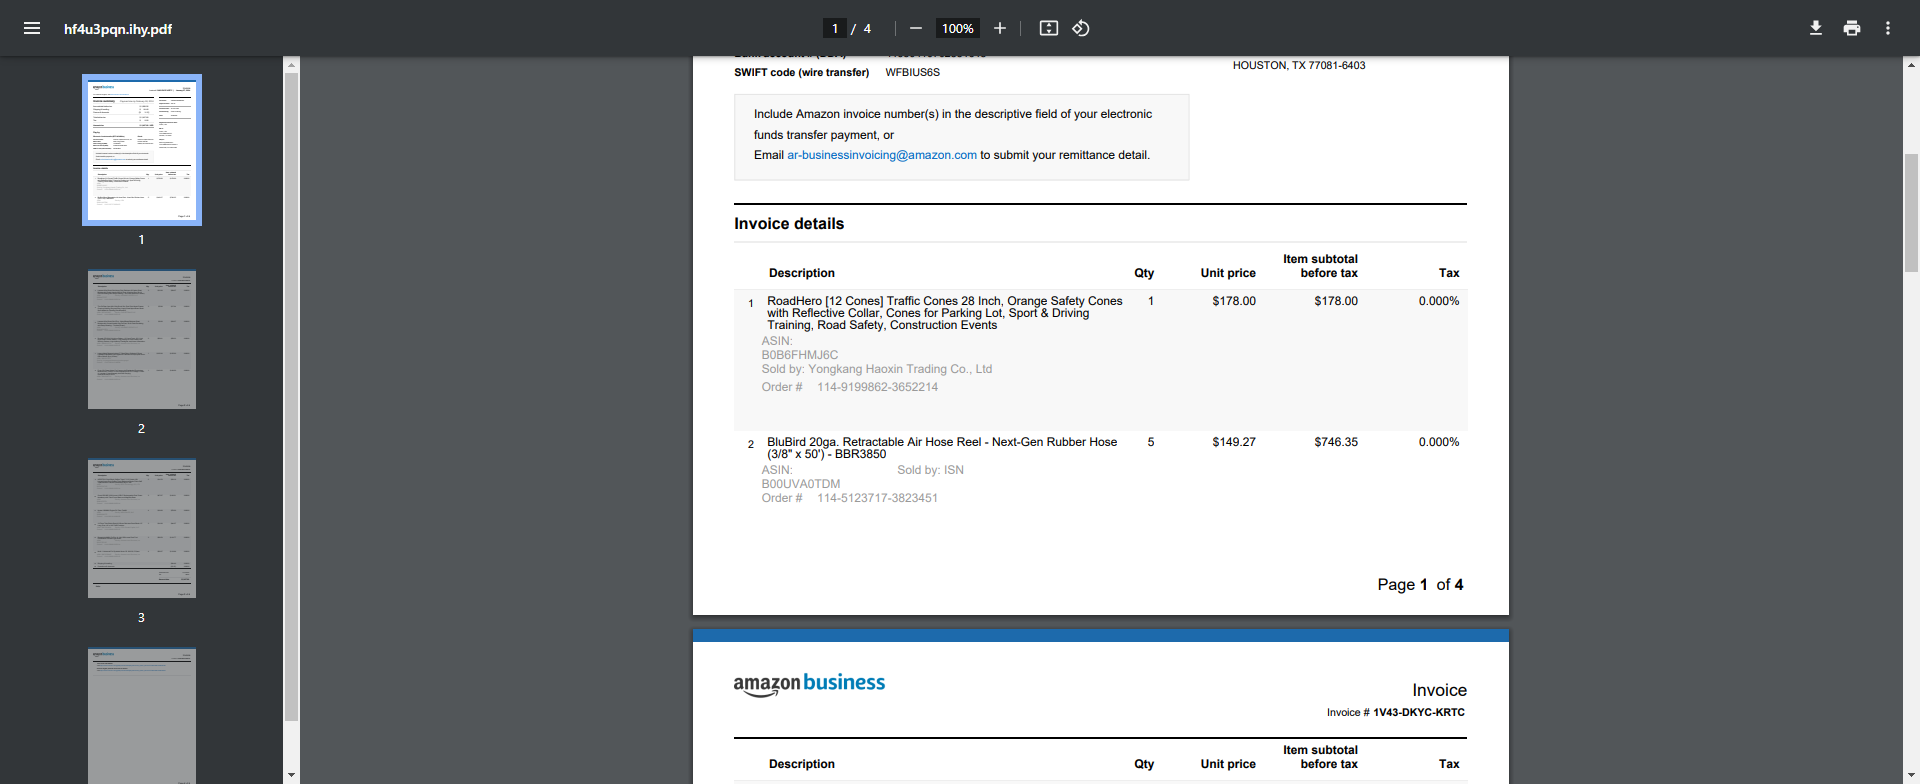 hf4u3pqn.ihy.pdf
1 / 4
100%
1
2
3
SWIFT code (wire transfer) WFBIUS6S
HOUSTON, TX 77081-6403
Include Amazon invoice number(s) in the descriptive field of your electronic
funds transfer payment, or
Email ar-businessinvoicing@amazon.com to submit your remittance detail.
Invoice details
Description Qty Unit price Item subtotal before tax Tax
1 RoadHero [12 Cones] Traffic Cones 28 Inch, Orange Safety Cones 1 $178.00 $178.00 0.000%
with Reflective Collar, Cones for Parking Lot, Sport & Driving
Training, Road Safety, Construction Events
ASIN:
B0B6FHMJ6C
Sold by: Yongkang Haoxin Trading Co., Ltd
Order # 114-9199862-3652214
2 BluBird 20ga. Retractable Air Hose Reel - Next-Gen Rubber Hose 5 $149.27 $746.35 0.000%
(3/8" x 50') - BBR3850
ASIN: Sold by: ISN
B00UVA0TDM
Order # 114-5123717-3823451
Page 1 of 4
amazon business
Invoice
Invoice # 1V43-DKYC-KRTC
Description Qty Unit price Item subtotal before tax Tax